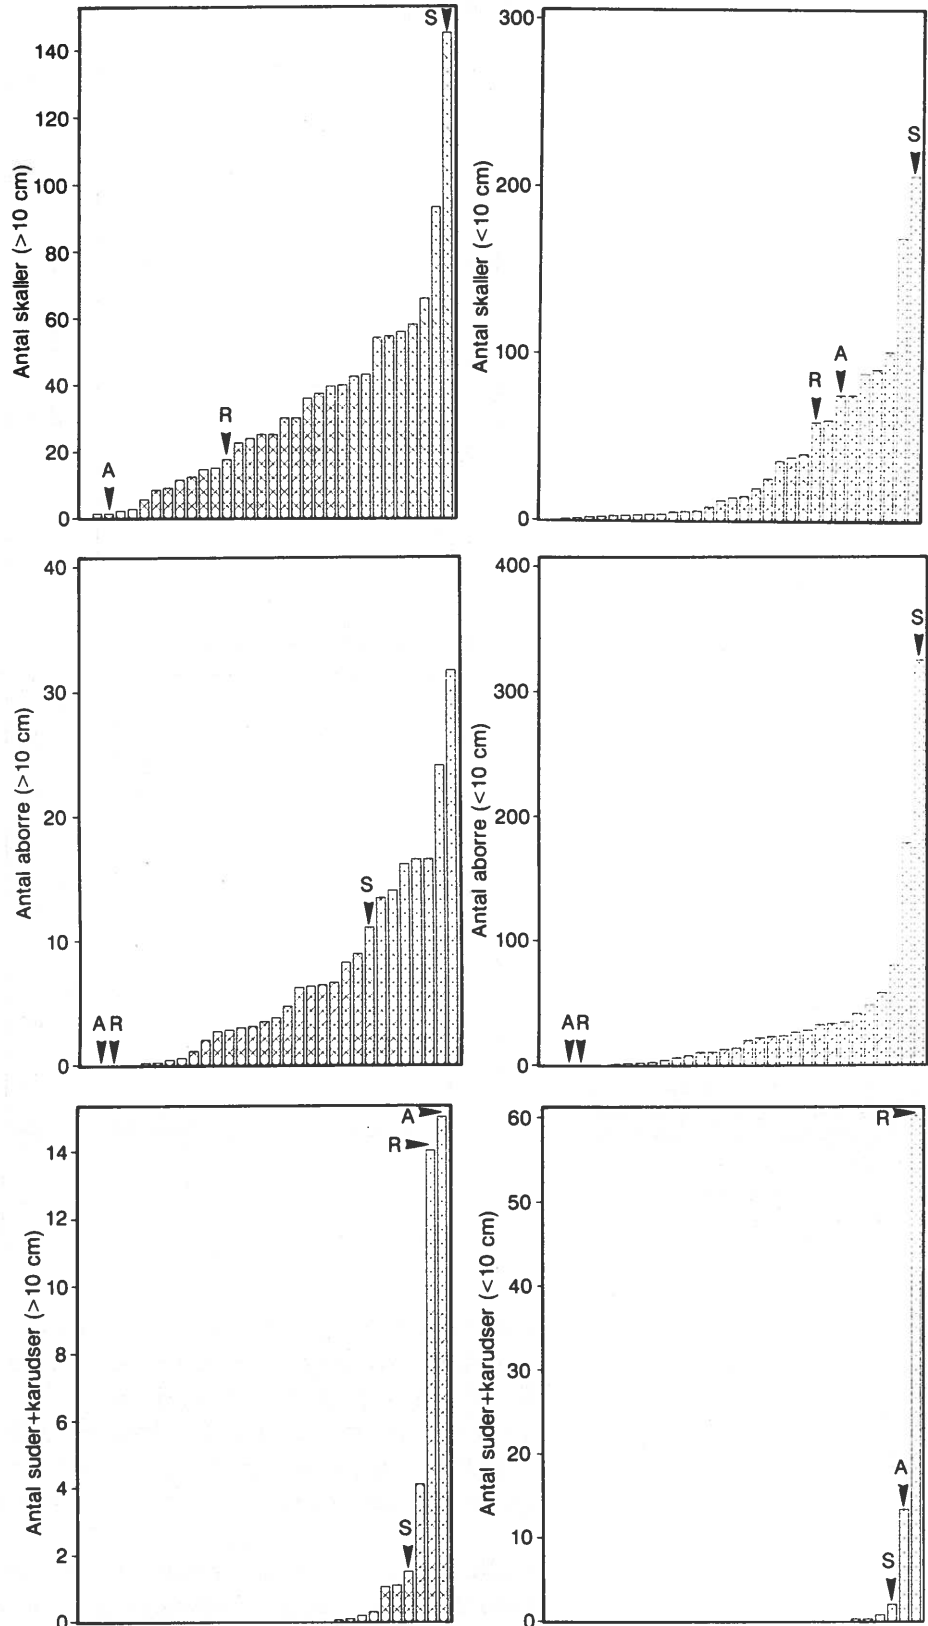 Antal skaller (>10 cm)
140
120
100
80
60
40
20
0
A
R
S
Antal skaller (<10 cm)
300
200
100
0
R
A
S
Antal aborre (>10 cm)
40
30
20
10
0
A R
S
Antal aborre (<10 cm)
400
300
200
100
0
A R
S
Antal suder+karudser (>10 cm)
14
12
10
8
6
4
2
0
A
R
S
Antal suder+karudser (<10 cm)
60
50
40
30
20
10
0
R
A
S